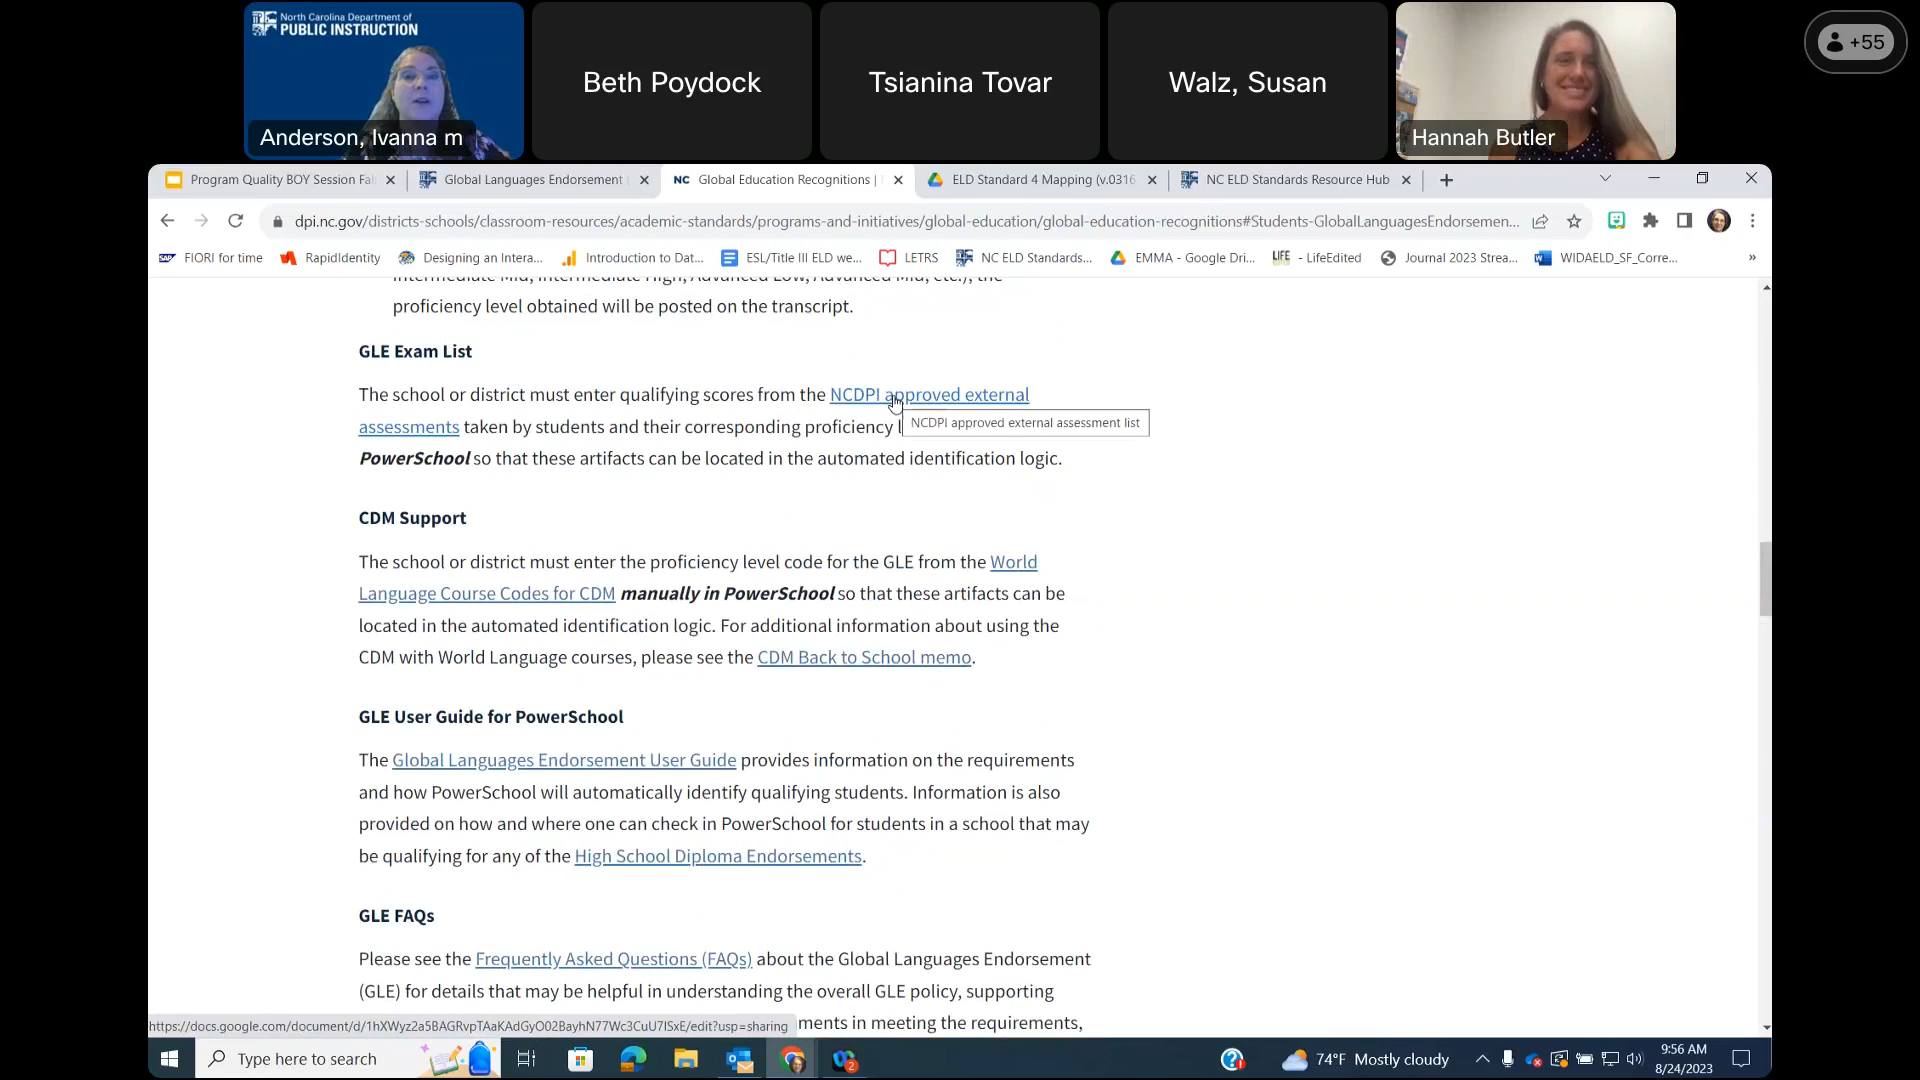 North Carolina Department of
PUBLIC INSTRUCTION
Anderson, Ivanna m
Beth Poydock
Tsianina Tovar
Walz, Susan
Hannah Butler
+55
Program Quality BOY Session Fal
Global Languages Endorsement
NC Global Education Recognitions |
ELD Standard 4 Mapping (v.0316
NC ELD Standards Resource Hub
dpi.nc.gov/districts-schools/classroom-resources/academic-standards/programs-and-initiatives/global-education/global-education-recognitions#Students-GlobalLanguagesEndorsemen...
SAP FIORI for time
RapidIdentity
Designing an Intera...
Introduction to Dat...
ESL/Title III ELD we...
LETRS
NC ELD Standards...
EMMA - Google Dri...
LIFE - LifeEdited
Journal 2023 Strea...
WIDAELD_SF_Corre...
»
Intermediate Mid, Intermediate High, Advanced Low, Advanced Mid, etc.), the
proficiency level obtained will be posted on the transcript.
GLE Exam List
The school or district must enter qualifying scores from the NCDPI approved external
assessments taken by students and their corresponding proficiency l
NCDPI approved external assessment list
PowerSchool so that these artifacts can be located in the automated identification logic.
CDM Support
The school or district must enter the proficiency level code for the GLE from the World
Language Course Codes for CDM manually in PowerSchool so that these artifacts can be
located in the automated identification logic. For additional information about using the
CDM with World Language courses, please see the CDM Back to School memo.
GLE User Guide for PowerSchool
The Global Languages Endorsement User Guide provides information on the requirements
and how PowerSchool will automatically identify qualifying students. Information is also
provided on how and where one can check in PowerSchool for students in a school that may
be qualifying for any of the High School Diploma Endorsements.
GLE FAQs
Please see the Frequently Asked Questions (FAQs) about the Global Languages Endorsement
(GLE) for details that may be helpful in understanding the overall GLE policy, supporting
ments in meeting the requirements,
https://docs.google.com/document/d/1hXWyz2a5BAGRvpTAaKAdGyO02BayhN77Wc3CuU7ISxE/edit?usp=sharing
Type here to search
2
74°F Mostly cloudy
9:56 AM
8/24/2023